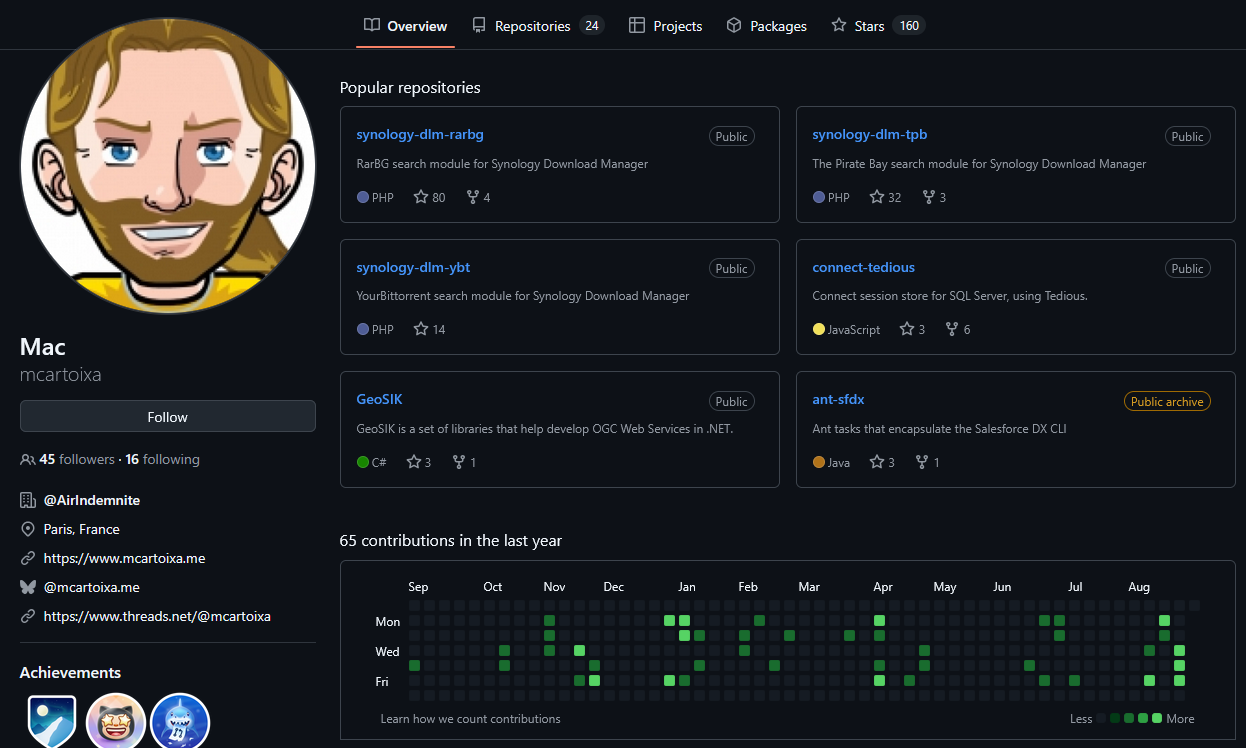 Overview Repositories 24 Projects Packages Stars 160
Mac
mcartoixa
Follow
45 followers · 16 following
@AirIndemnite
Paris, France
https://www.mcartoixa.me
@mcartoixa.me
https://www.threads.net/@mcartoixa
Achievements
Popular repositories
synology-dlm-rarbg Public
RarBG search module for Synology Download Manager
PHP 80 4
synology-dlm-tpb Public
The Pirate Bay search module for Synology Download Manager
PHP 32 3
synology-dlm-ybt Public
YourBittorrent search module for Synology Download Manager
PHP 14
connect-tedious Public
Connect session store for SQL Server, using Tedious.
JavaScript 3 6
GeoSIK Public
GeoSIK is a set of libraries that help develop OGC Web Services in .NET.
C# 3 1
ant-sfdx Public archive
Ant tasks that encapsulate the Salesforce DX CLI
Java 3 1
65 contributions in the last year
Sep Oct Nov Dec Jan Feb Mar Apr May Jun Jul Aug
Mon
Wed
Fri
Learn how we count contributions Less More